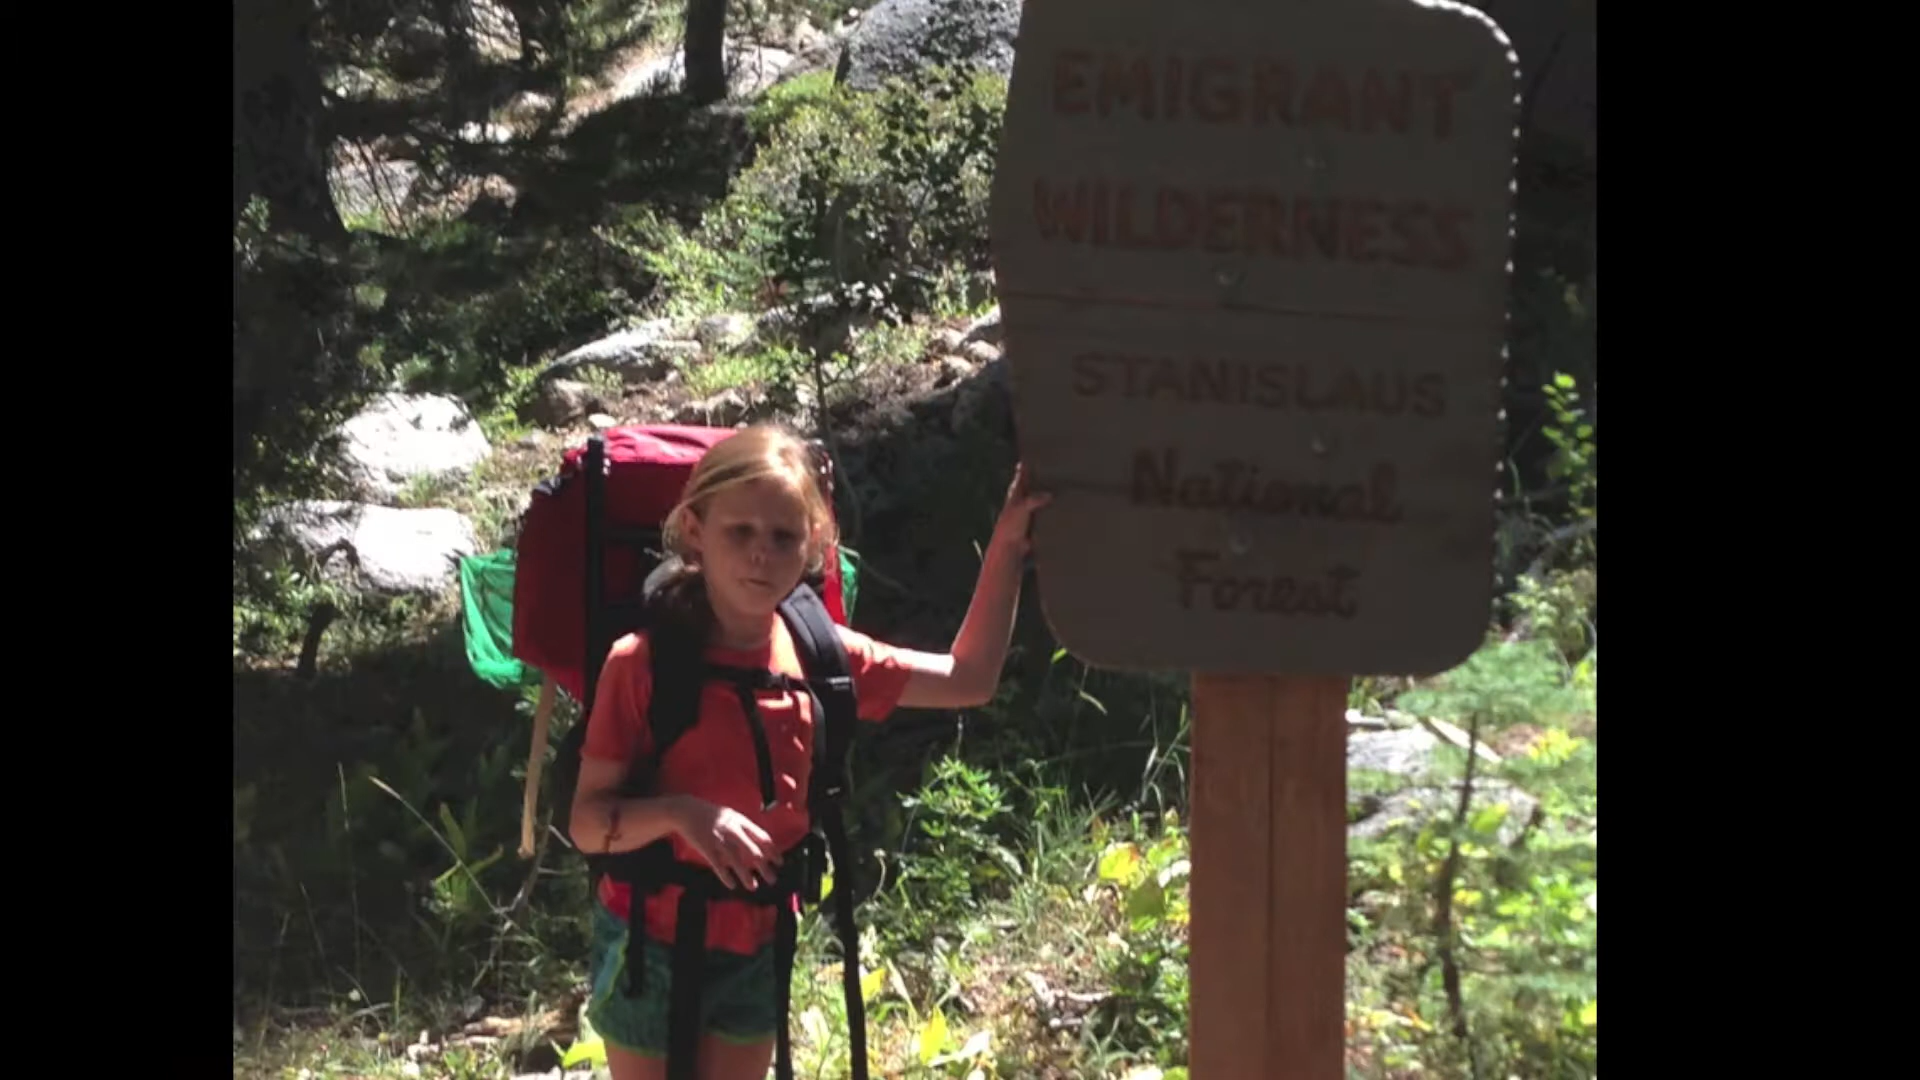 EMIGRANT
WILDERNESS
STANISLAUS
National
Forest